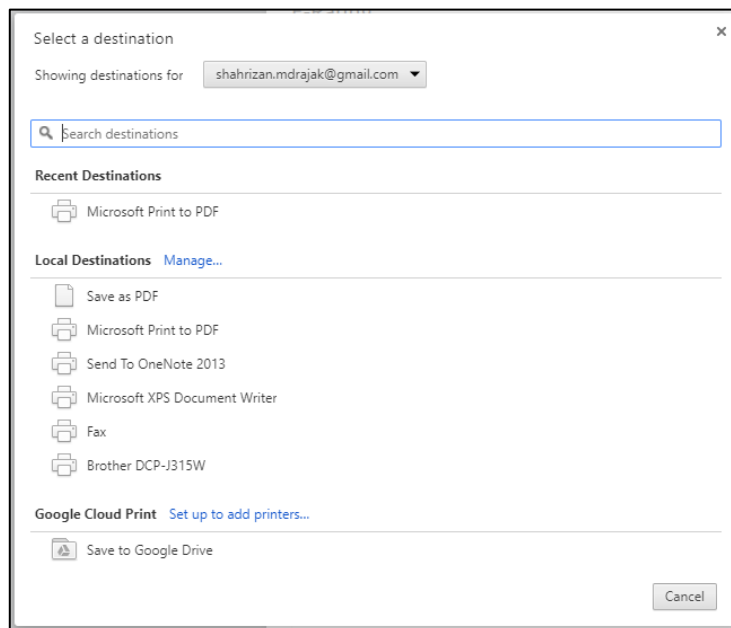 Select a destination
Showing destinations for shahrizan.mdrajak@gmail.com
Search destinations
Recent Destinations
Microsoft Print to PDF
Local Destinations Manage...
Save as PDF
Microsoft Print to PDF
Send To OneNote 2013
Microsoft XPS Document Writer
Fax
Brother DCP-J315W
Google Cloud Print Set up to add printers...
Save to Google Drive
Cancel